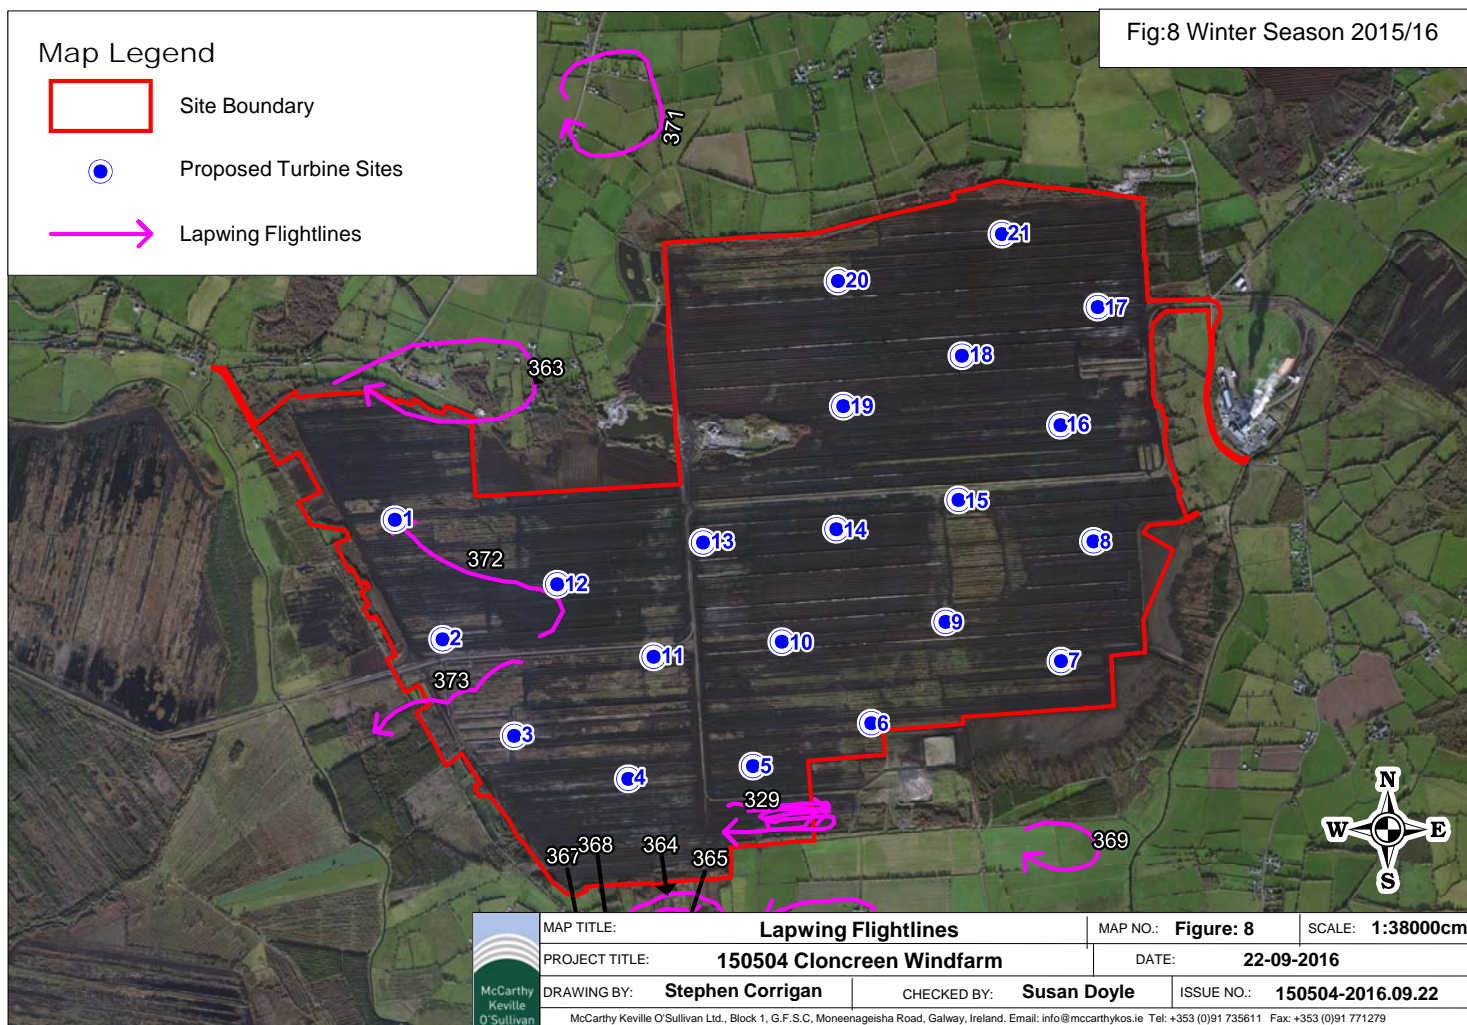 Fig:8 Winter Season 2015/16
Map Legend
Site Boundary
Proposed Turbine Sites
Lapwing Flightlines
371
21
20
17
18
363
19
16
15
1
14
13
8
372
12
9
2
10
11
7
373
6
3
5
4
329
N
W E
S
369
367 368 364 365
MAP TITLE: Lapwing Flightlines MAP NO.: Figure: 8 SCALE: 1:38000cm
PROJECT TITLE: 150504 Cloncreen Windfarm DATE: 22-09-2016
DRAWING BY: Stephen Corrigan CHECKED BY: Susan Doyle ISSUE NO.: 150504-2016.09.22
McCarthy
Keville
O'Sullivan
McCarthy Keville O'Sullivan Ltd., Block 1, G.F.S.C, Moneenageisha Road, Galway, Ireland. Email: info@mccarthykos.ie Tel: +353 (0)91 735611 Fax: +353 (0)91 771279